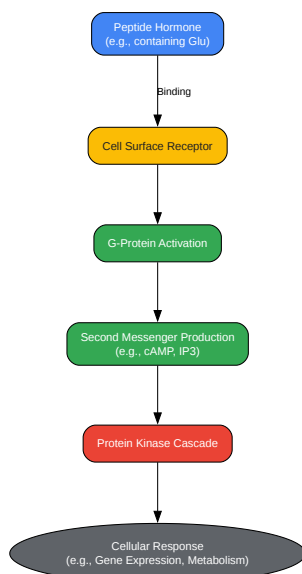 Peptide Hormone
(e.g., containing Glu)
Binding
Cell Surface Receptor
G-Protein Activation
Second Messenger Production
(e.g., cAMP, IP3)
Protein Kinase Cascade
Cellular Response
(e.g., Gene Expression, Metabolism)